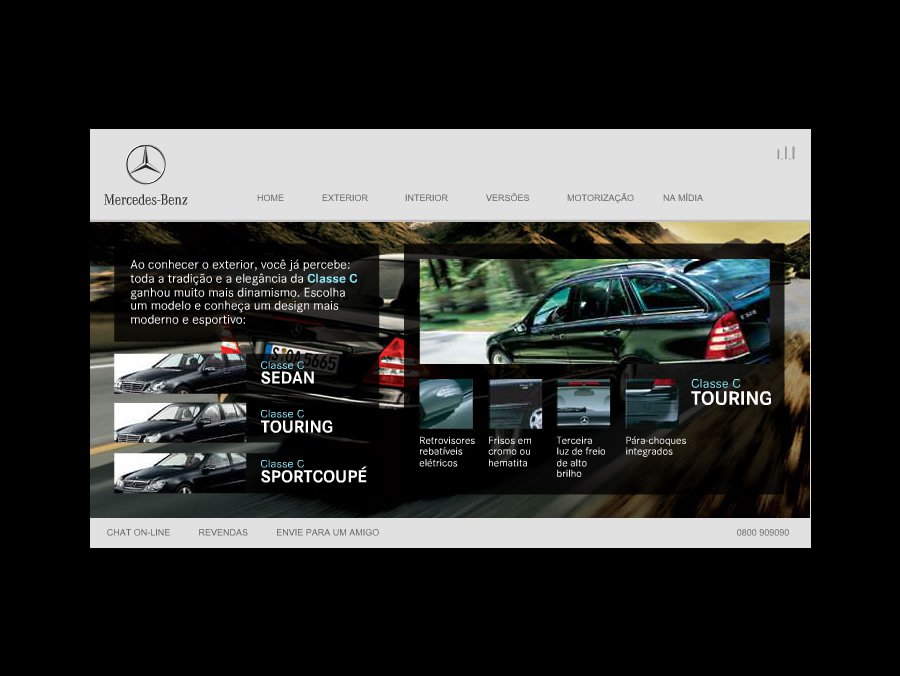 Mercedes-Benz
HOME
EXTERIOR
INTERIOR
VERSÕES
MOTORIZAÇÃO
NA MÍDIA
Ao conhecer o exterior, você já percebe:
toda a tradição e a elegância da Classe C
ganhou muito mais dinamismo. Escolha
um modelo e conheça um design mais
moderno e esportivo:
Classe C
SEDAN
Classe C
TOURING
Classe C
SPORTCOUPÉ
Classe C
TOURING
Retrovisores
rebatíveis
elétricos
Frisos em
cromo ou
hematita
Terceira
luz de freio
de alto
brilho
Pára-choques
integrados
CHAT ON-LINE
REVENDAS
ENVIE PARA UM AMIGO
0800 909090